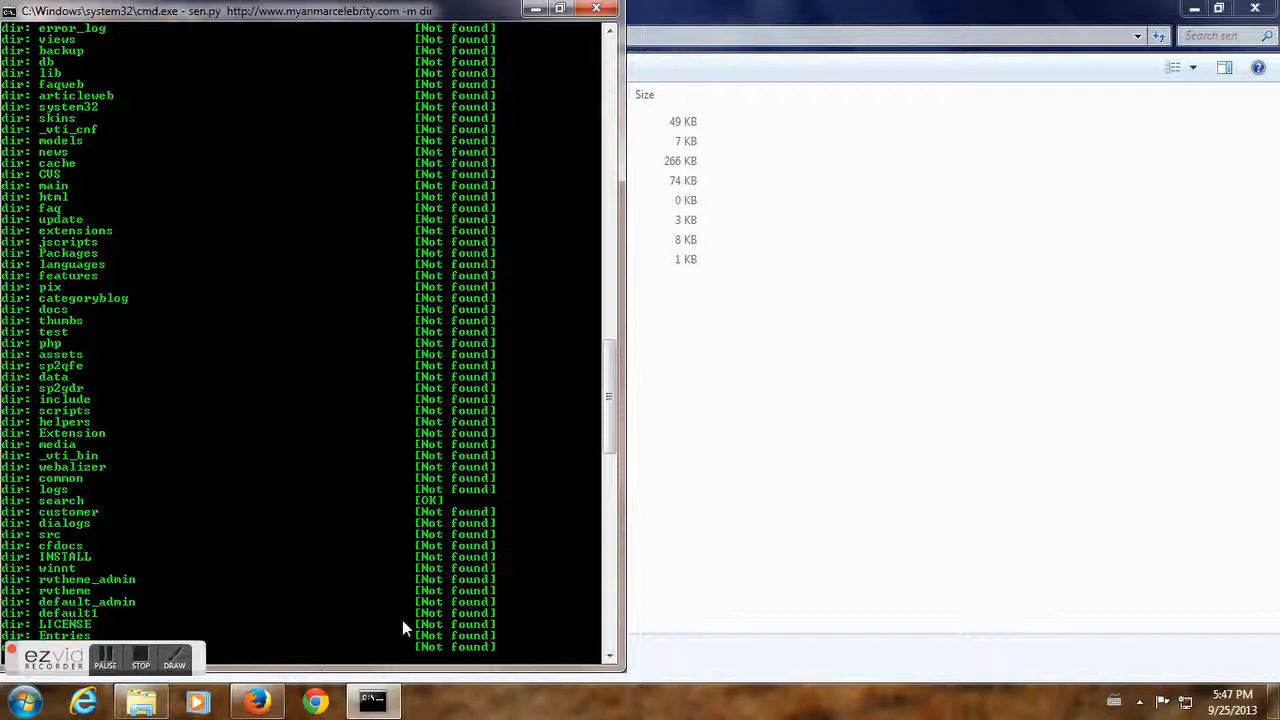 C:\Windows\system32\cmd.exe - sen.py  http://www.myanmarcelebrity.com -m dir
dir: error_log [Not found]
dir: views [Not found]
dir: backup [Not found]
dir: db [Not found]
dir: lib [Not found]
dir: faqweb [Not found]
dir: articleweb [Not found]
dir: system32 [Not found]
dir: skins [Not found]
dir: _vti_cnf [Not found]
dir: models [Not found]
dir: news [Not found]
dir: cache [Not found]
dir: CVS [Not found]
dir: main [Not found]
dir: html [Not found]
dir: faq [Not found]
dir: update [Not found]
dir: extensions [Not found]
dir: jscripts [Not found]
dir: Packages [Not found]
dir: languages [Not found]
dir: features [Not found]
dir: pix [Not found]
dir: categoryblog [Not found]
dir: docs [Not found]
dir: thumbs [Not found]
dir: test [Not found]
dir: php [Not found]
dir: assets [Not found]
dir: sp2qfe [Not found]
dir: data [Not found]
dir: sp2gdr [Not found]
dir: include [Not found]
dir: scripts [Not found]
dir: helpers [Not found]
dir: Extension [Not found]
dir: media [Not found]
dir: _vti_bin [Not found]
dir: webalizer [Not found]
dir: common [Not found]
dir: logs [Not found]
dir: search [OK]
dir: customer [Not found]
dir: dialogs [Not found]
dir: src [Not found]
dir: cfdocs [Not found]
dir: INSTALL [Not found]
dir: winnt [Not found]
dir: rvtheme_admin [Not found]
dir: rvtheme [Not found]
dir: default_admin [Not found]
dir: default1 [Not found]
dir: LICENSE [Not found]
dir: Entries [Not found]
[Not found]
Search sen
Size
49 KB
7 KB
266 KB
74 KB
0 KB
3 KB
8 KB
1 KB
ezvid
RECORDER
PAUSE
STOP
DRAW
5:47 PM
9/25/2013